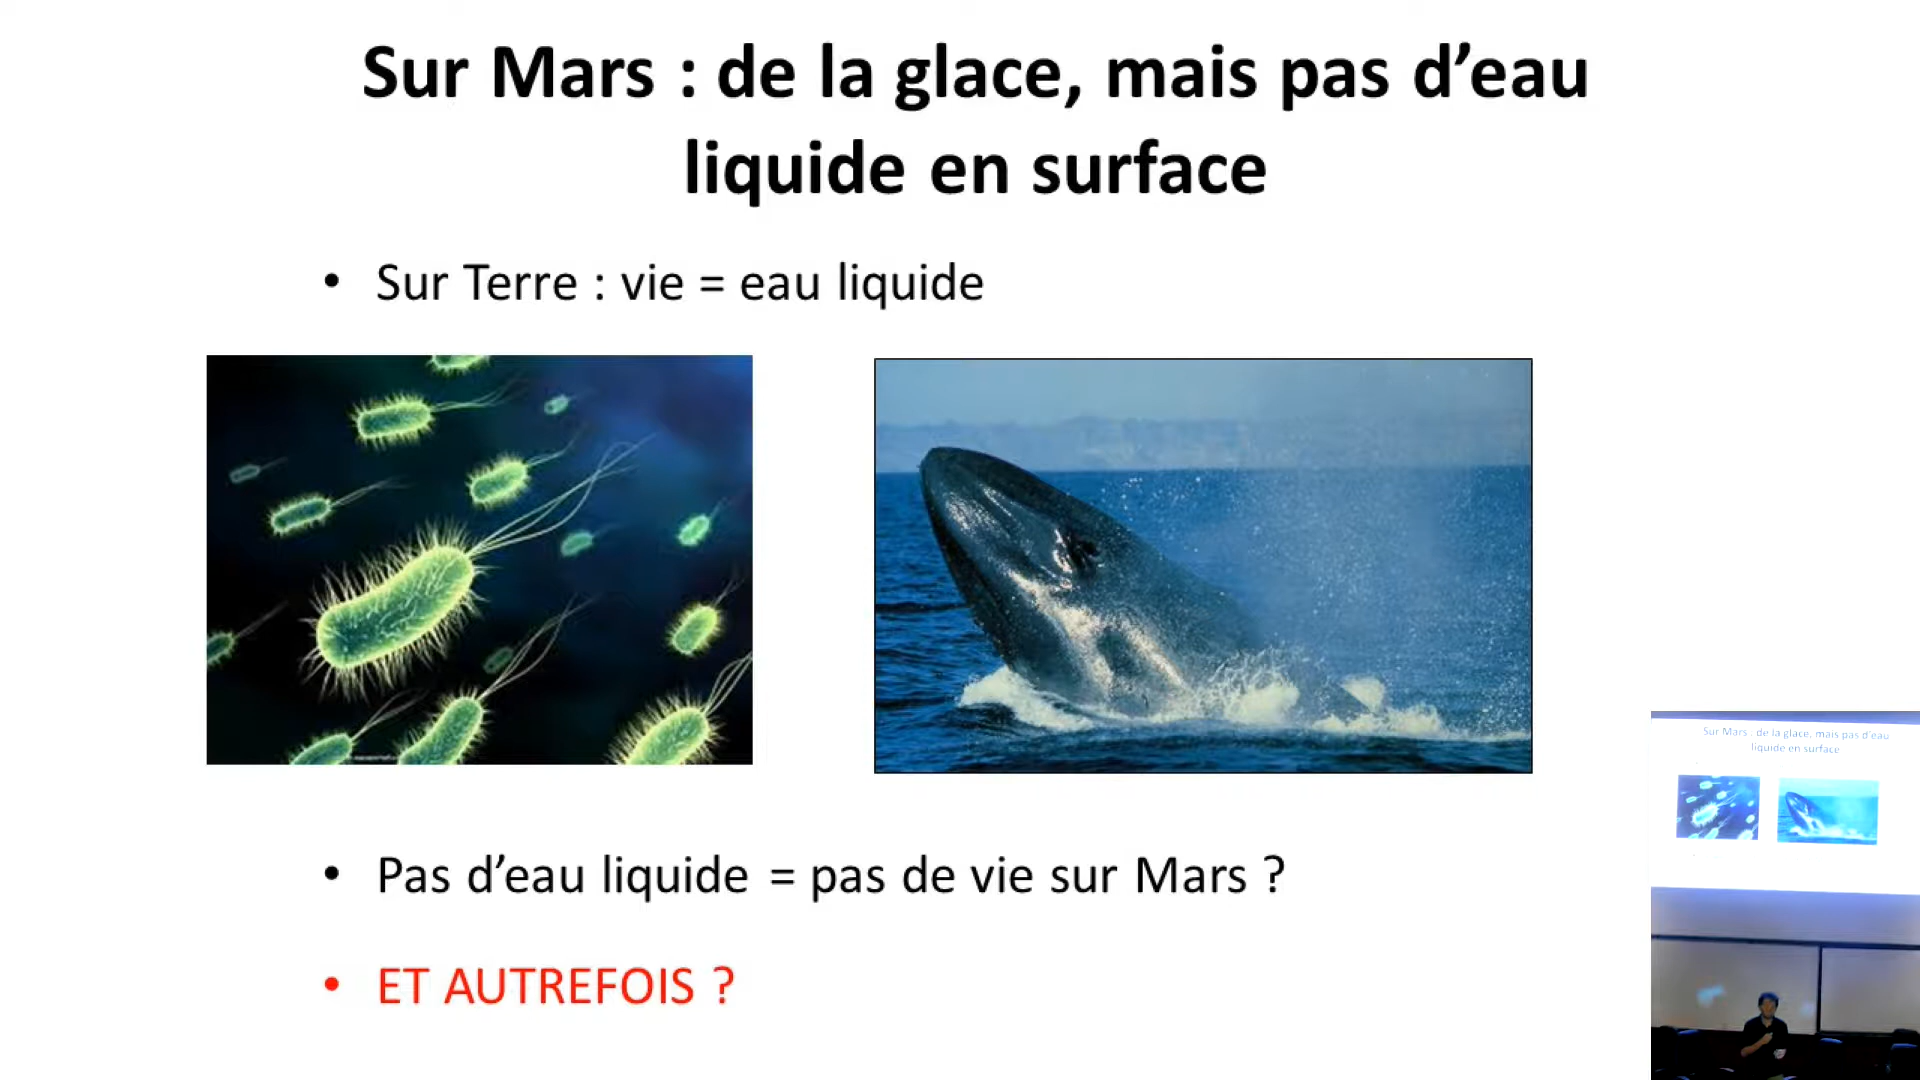 Sur Mars : de la glace, mais pas d’eau
liquide en surface
• Sur Terre : vie = eau liquide
• Pas d’eau liquide = pas de vie sur Mars ?
• ET AUTREFOIS ?
Sur Mars : de la glace, mais pas d’eau
liquide en surface